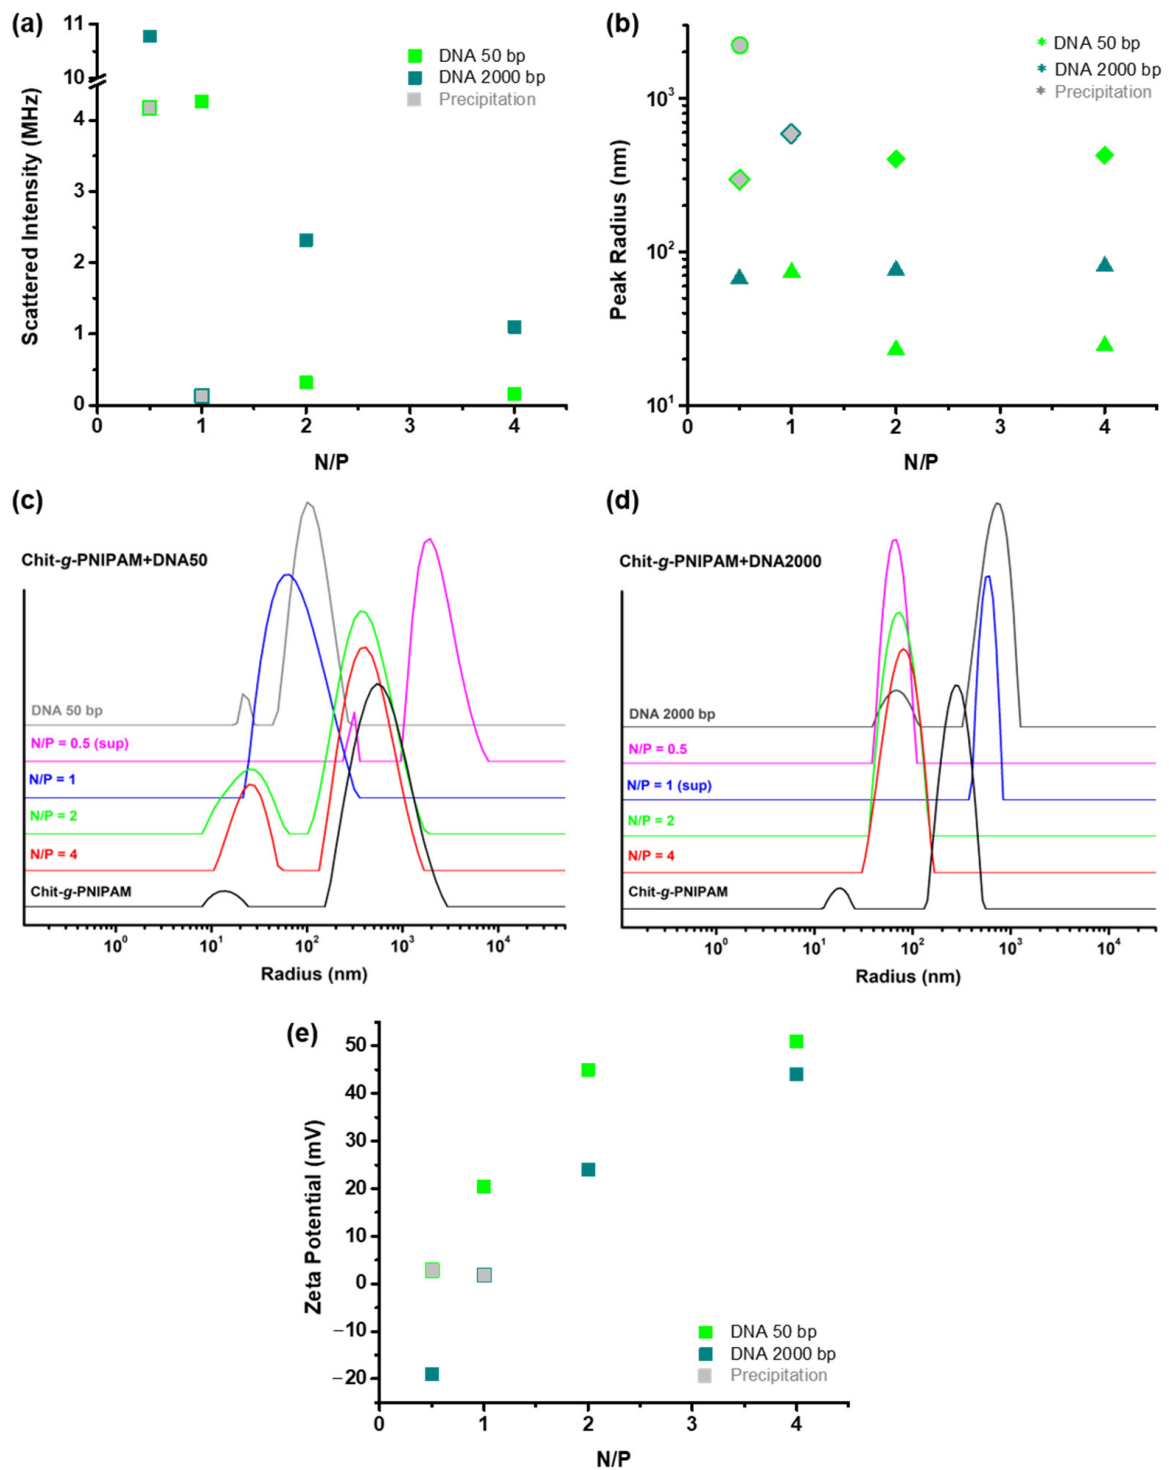 (a)
11
10
4
3
2
1
0
Scattered Intensity (MHz)
DNA 50 bp
DNA 2000 bp
Precipitation
0 1 2 3 4
N/P
(b)
10³
10²
10¹
Peak Radius (nm)
* DNA 50 bp
* DNA 2000 bp
* Precipitation
0 1 2 3 4
N/P
(c)
Chit-g-PNIPAM+DNA50
DNA 50 bp
N/P = 0.5 (sup)
N/P = 1
N/P = 2
N/P = 4
Chit-g-PNIPAM
10⁰ 10¹ 10² 10³ 10⁴
Radius (nm)
(d)
Chit-g-PNIPAM+DNA2000
DNA 2000 bp
N/P = 0.5
N/P = 1 (sup)
N/P = 2
N/P = 4
Chit-g-PNIPAM
10⁰ 10¹ 10² 10³ 10⁴
Radius (nm)
(e)
50
40
30
20
10
0
−10
−20
Zeta Potential (mV)
DNA 50 bp
DNA 2000 bp
Precipitation
0 1 2 3 4
N/P